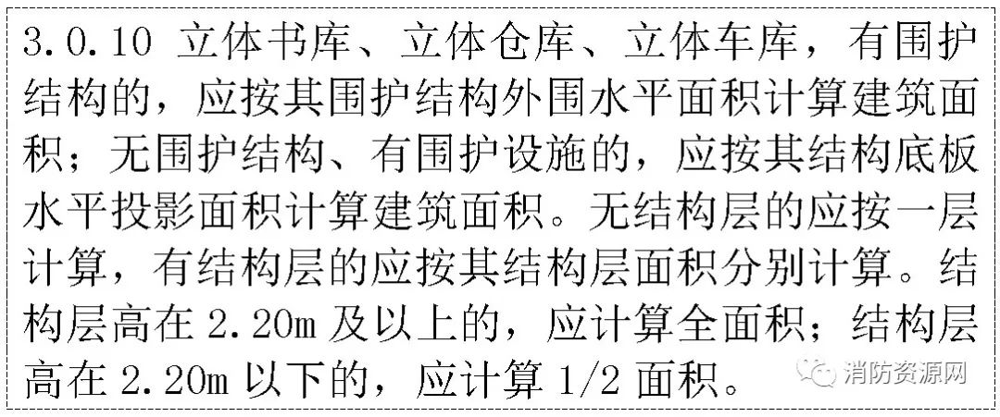 3.0.10 立体书库、立体仓库、立体车库，有围护
结构的，应按其围护结构外围水平面积计算建筑面
积；无围护结构、有围护设施的，应按其结构底板
水平投影面积计算建筑面积。无结构层的应按一层
计算，有结构层的应按其结构层面积分别计算。结
构层高在2.20m及以上的，应计算全面积；结构层
高在2.20m以下的，应计算1/2面积。
消防资源网